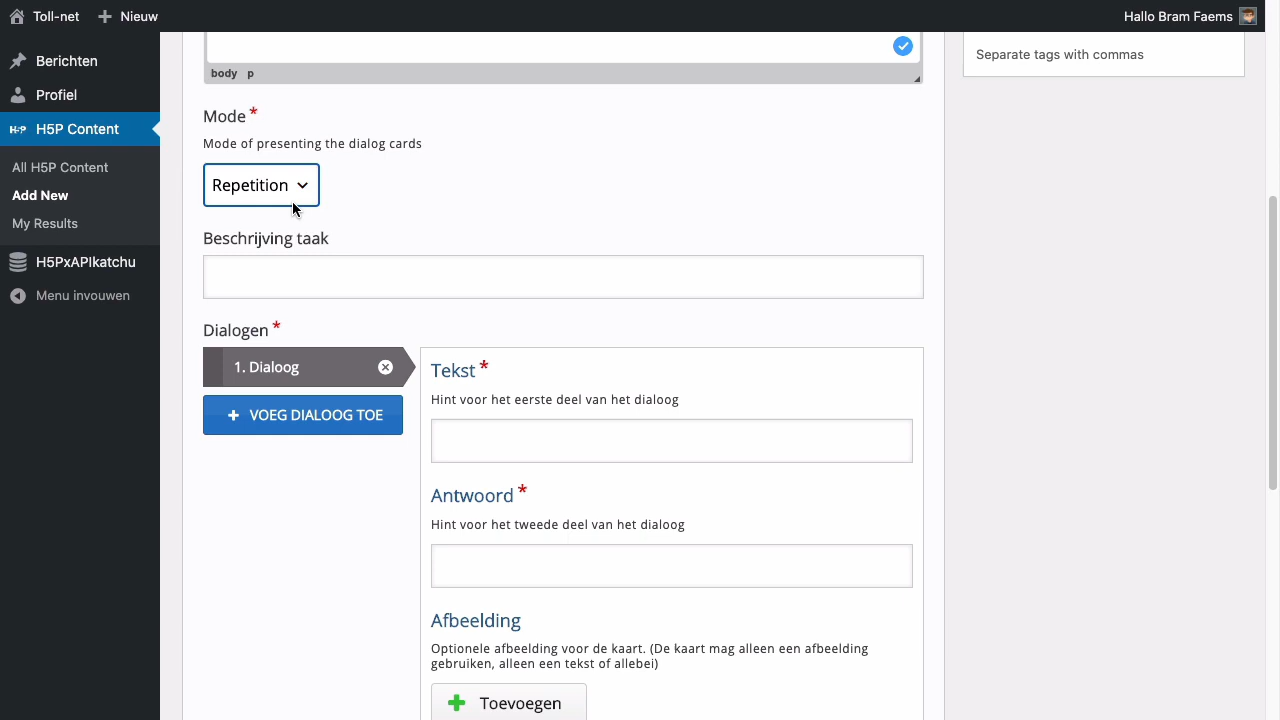 Toll-net
Nieuw
Hallo Bram Faems
Berichten
Profiel
H5P
H5P Content
All H5P Content
Add New
My Results
H5PxAPIkatchu
Menu invouwen
body p
Separate tags with commas
Mode *
Mode of presenting the dialog cards
Repetition
Beschrijving taak
Dialogen *
1. Dialoog
+ VOEG DIALOOG TOE
Tekst *
Hint voor het eerste deel van het dialoog
Antwoord *
Hint voor het tweede deel van het dialoog
Afbeelding
Optionele afbeelding voor de kaart. (De kaart mag alleen een afbeelding
gebruiken, alleen een tekst of allebei)
Toevoegen